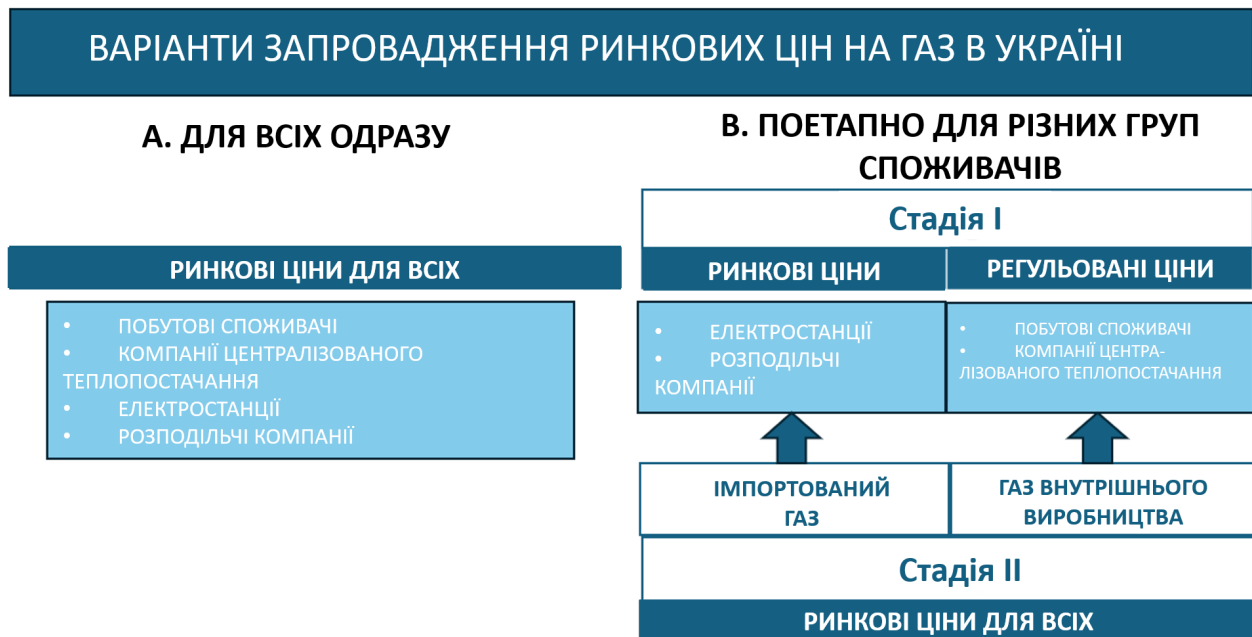 ВАРІАНТИ ЗАПРОВАДЖЕННЯ РИНКОВИХ ЦІН НА ГАЗ В УКРАЇНІ
А. ДЛЯ ВСІХ ОДРАЗУ
РИНКОВІ ЦІНИ ДЛЯ ВСІХ
• ПОБУТОВІ СПОЖИВАЧІ
• КОМПАНІЇ ЦЕНТРАЛІЗОВАНОГО
ТЕПЛОПОСТАЧАННЯ
• ЕЛЕКТРОСТАНЦІЇ
• РОЗПОДІЛЬЧІ КОМПАНІЇ
В. ПОЕТАПНО ДЛЯ РІЗНИХ ГРУП
СПОЖИВАЧІВ
Стадія I
РИНКОВІ ЦІНИ
• ЕЛЕКТРОСТАНЦІЇ
• РОЗПОДІЛЬЧІ
КОМПАНІЇ
РЕГУЛЬОВАНІ ЦІНИ
• ПОБУТОВІ СПОЖИВАЧІ
• КОМПАНІЇ ЦЕНТРА-
ЛІЗОВАНОГО ТЕПЛОПОСТАЧАННЯ
ІМПОРТОВАНИЙ
ГАЗ
ГАЗ ВНУТРІШНЬОГО
ВИРОБНИЦТВА
Стадія II
РИНКОВІ ЦІНИ ДЛЯ ВСІХ